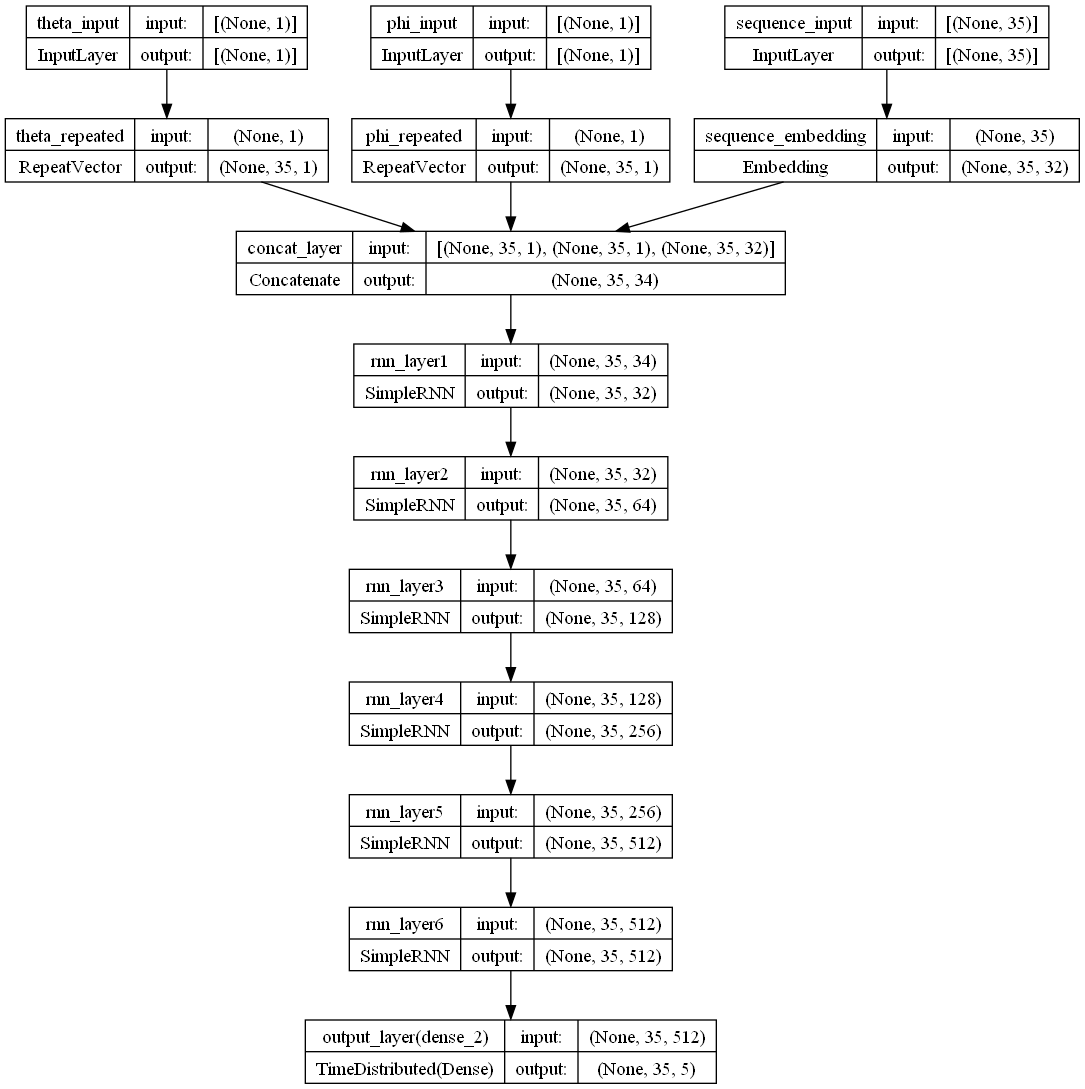 theta_input input: [(None, 1)]
InputLayer output: [(None, 1)]
phi_input input: [(None, 1)]
InputLayer output: [(None, 1)]
sequence_input input: [(None, 35)]
InputLayer output: [(None, 35)]
theta_repeated input: (None, 1)
RepeatVector output: (None, 35, 1)
phi_repeated input: (None, 1)
RepeatVector output: (None, 35, 1)
sequence_embedding input: (None, 35)
Embedding output: (None, 35, 32)
concat_layer input: [(None, 35, 1), (None, 35, 1), (None, 35, 32)]
Concatenate output: (None, 35, 34)
rnn_layer1 input: (None, 35, 34)
SimpleRNN output: (None, 35, 32)
rnn_layer2 input: (None, 35, 32)
SimpleRNN output: (None, 35, 64)
rnn_layer3 input: (None, 35, 64)
SimpleRNN output: (None, 35, 128)
rnn_layer4 input: (None, 35, 128)
SimpleRNN output: (None, 35, 256)
rnn_layer5 input: (None, 35, 256)
SimpleRNN output: (None, 35, 512)
rnn_layer6 input: (None, 35, 512)
SimpleRNN output: (None, 35, 512)
output_layer(dense_2) input: (None, 35, 512)
TimeDistributed(Dense) output: (None, 35, 5)